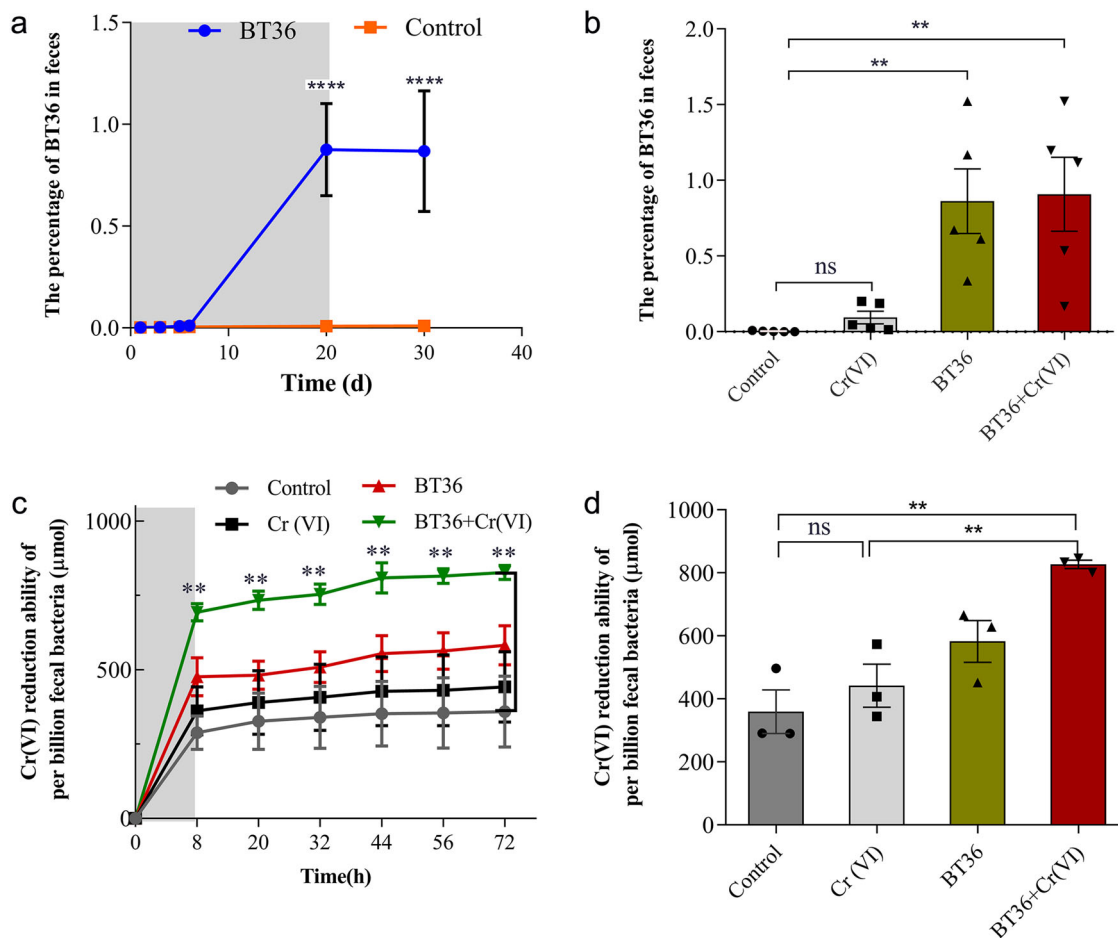 a
BT36
Control
The percentage of BT36 in feces
1.5
1.0
0.5
0.0
****
****
0
10
20
30
40
Time (d)
b
The percentage of BT36 in feces
2.0
1.5
1.0
0.5
0.0
**
**
ns
Control
Cr(VI)
BT36
BT36+Cr(VI)
c
Control
BT36
Cr (VI)
BT36+Cr(VI)
Cr(VI) reduction ability of
per billion fecal bacteria (μmol)
1000
500
0
**
**
**
**
**
**
0
8
20
32
44
56
72
Time(h)
d
Cr(VI) reduction ability of
per billion fecal bacteria (μmol)
1000
800
600
400
200
0
**
ns
**
Control
Cr (VI)
BT36
BT36+Cr(VI)